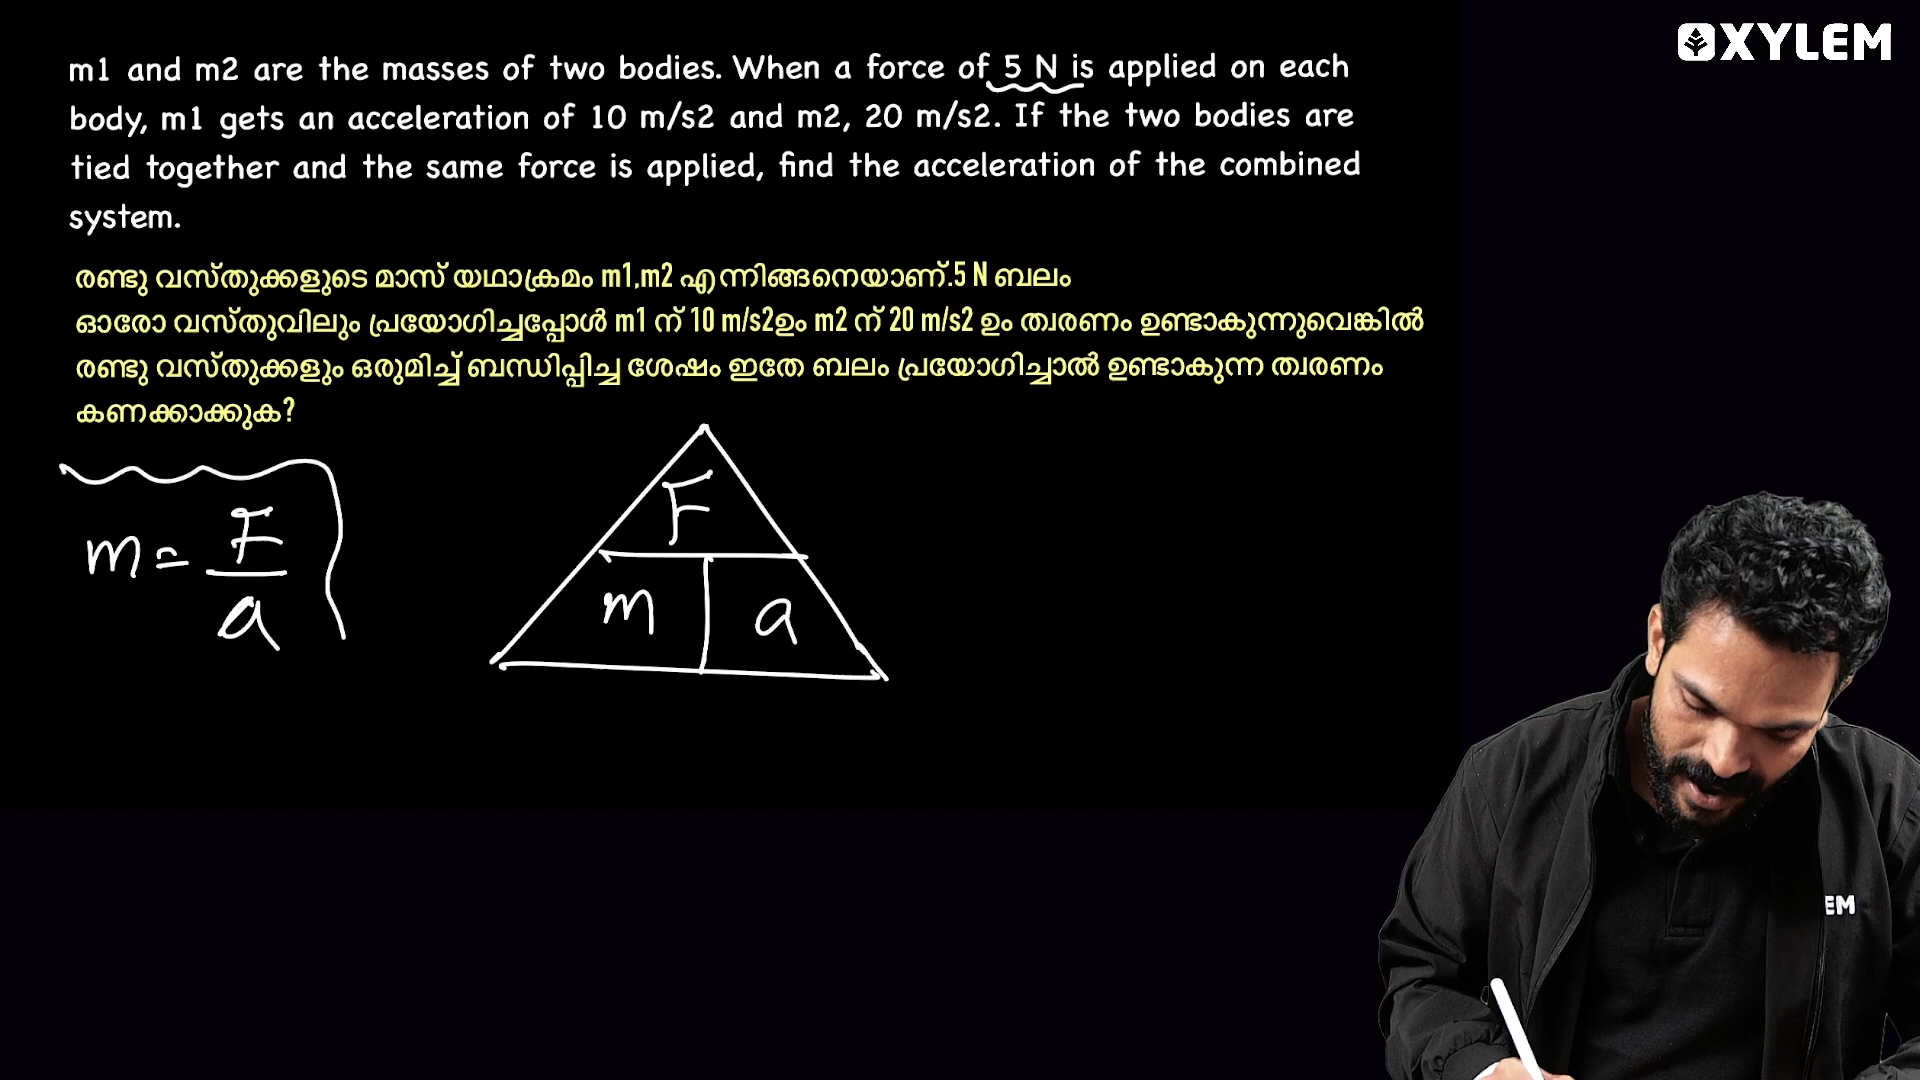 XYLEM
m1 and m2 are the masses of two bodies. When a force of 5 N is applied on each
body, m1 gets an acceleration of 10 m/s2 and m2, 20 m/s2. If the two bodies are
tied together and the same force is applied, find the acceleration of the combined
system.
രണ്ടു വസ്തുക്കളുടെ മാസ് യഥാക്രമം m1,m2 എന്നിങ്ങനെയാണ്.5 N ബലം
ഓരോ വസ്തുവിലും പ്രയോഗിച്ചപ്പോൾ m1 ന് 10 m/s2ഉം m2 ന് 20 m/s2 ഉം ത്വരണം ഉണ്ടാകുന്നുവെങ്കിൽ
രണ്ടു വസ്തുക്കളും ഒരുമിച്ച് ബന്ധിപ്പിച്ച ശേഷം ഇതേ ബലം പ്രയോഗിച്ചാൽ ഉണ്ടാകുന്ന ത്വരണം
കണക്കാക്കുക?
m = F
a
F
m a
EM